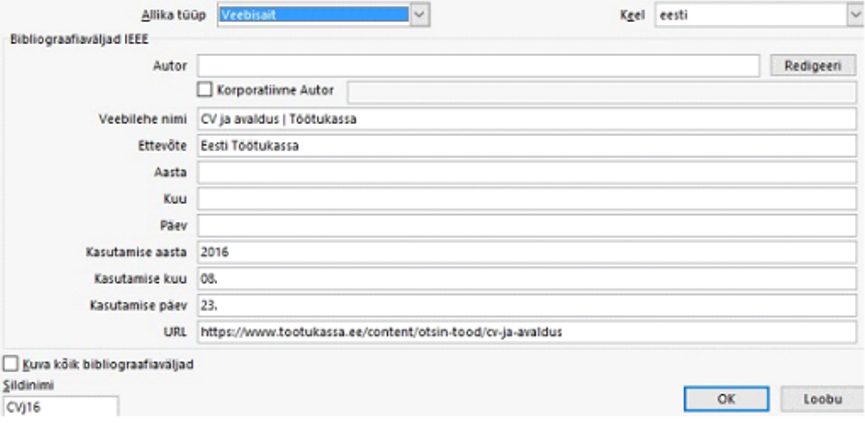 Allika tüüp Veebisait Keel eesti
Bibliograafiaväljad IEEE
Autor Redigeeri
Korporatiivne Autor
Veebilehe nimi CV ja avaldus | Töötukassa
Ettevõte Eesti Töötukassa
Aasta
Kuu
Päev
Kasutamise aasta 2016
Kasutamise kuu 08.
Kasutamise päev 23.
URL https://www.tootukassa.ee/content/otsin-tood/cv-ja-avaldus
Kuva kõik bibliograafiaväljad
Sildinimi
CVj16 OK Loobu